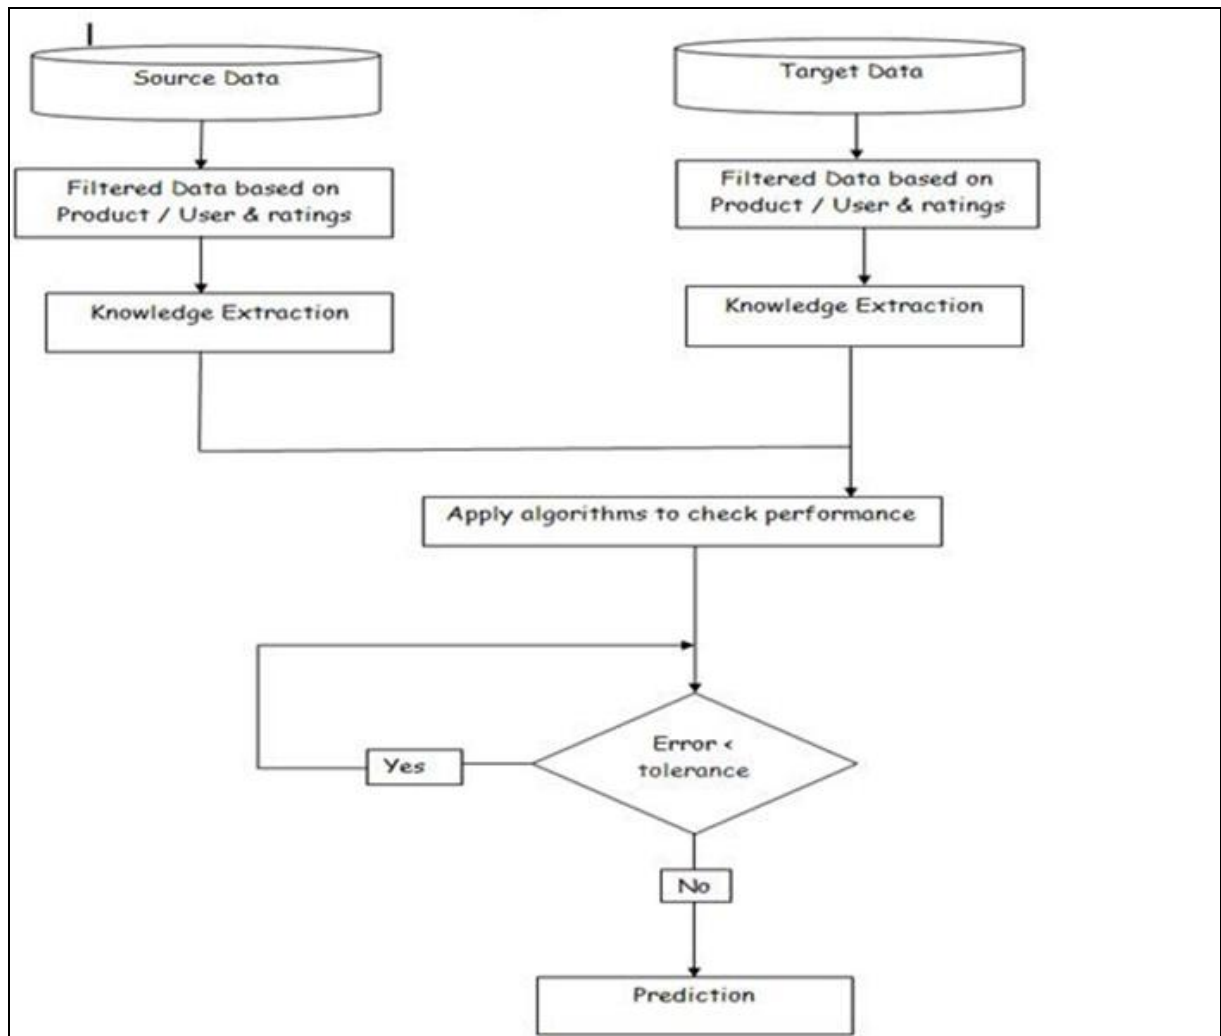 Source Data
Target Data
Filtered Data based on
Product / User & ratings
Filtered Data based on
Product / User & ratings
Knowledge Extraction
Knowledge Extraction
Apply algorithms to check performance
Error <
tolerance
Yes
No
Prediction